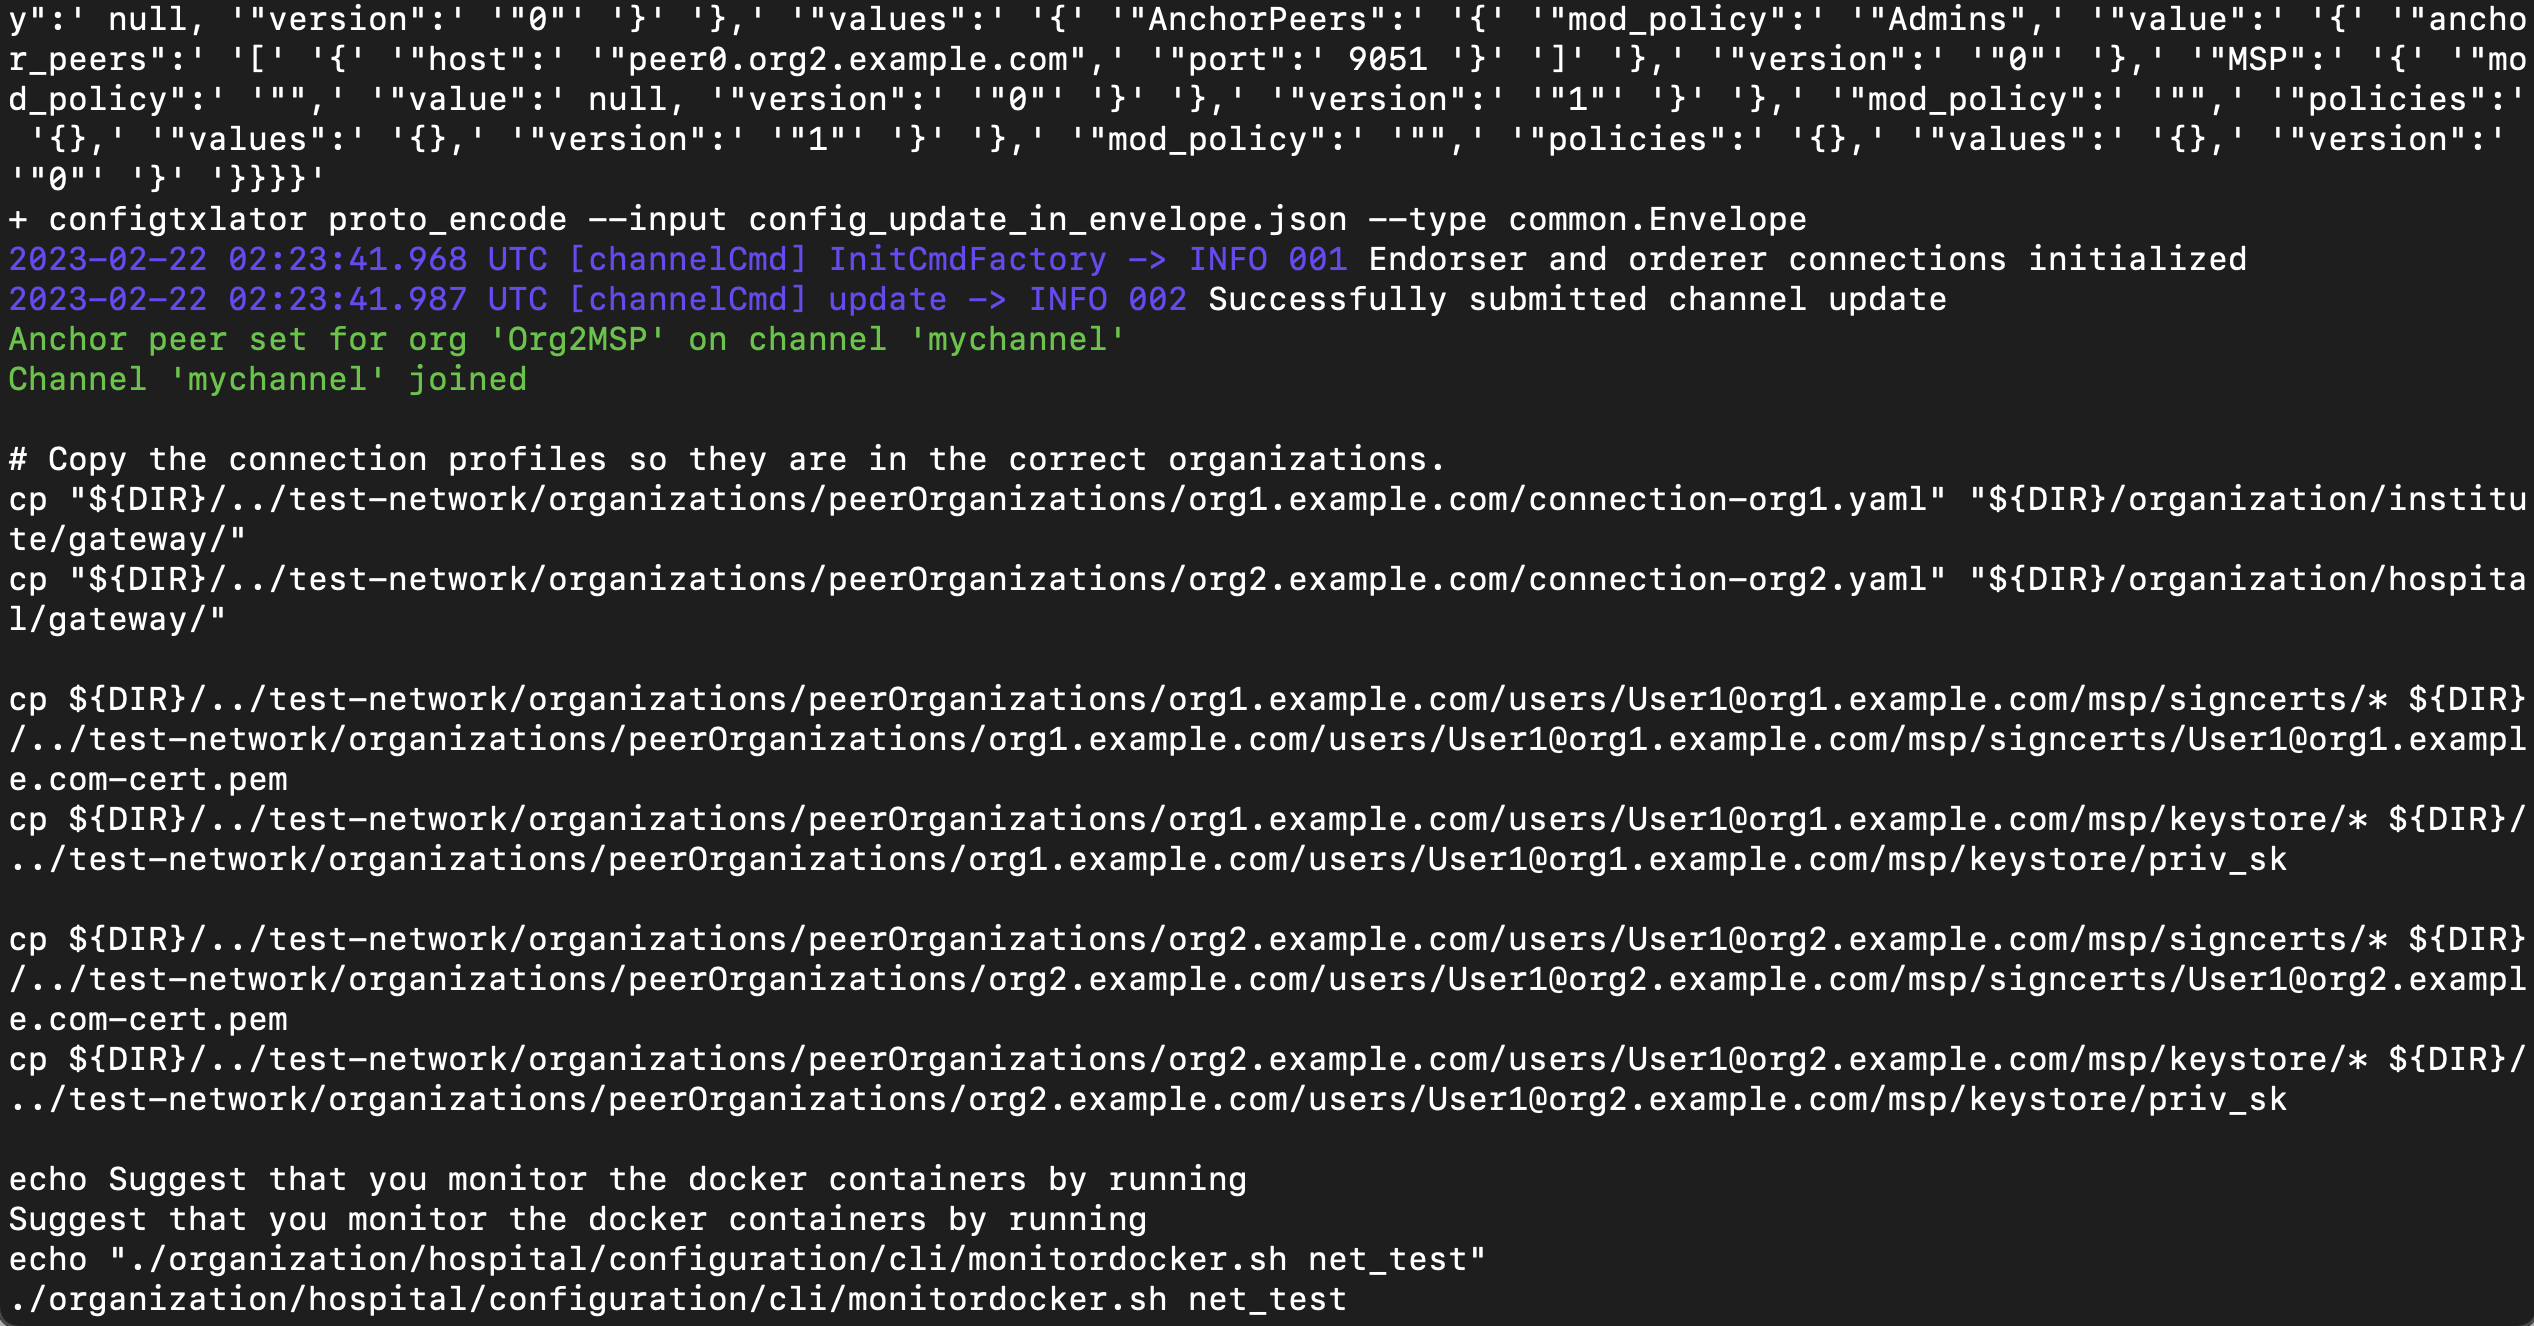 y":' null, '"version":' '"0"' '}' '},' '"values":' '{' '"AnchorPeers":' '{' '"mod_policy":' '"Admins",' '"value":' '{' '"ancho
r_peers":' '[' '{' '"host":' '"peer0.org2.example.com",' '"port":' 9051 '}' ']' '},' '"version":' '"0"' '},' '"MSP":' '{' '"mo
d_policy":' '"",' '"value":' null, '"version":' '"0"' '}' '},' '"version":' '"1"' '}' '},' '"mod_policy":' '"",' '"policies":'
 '{},' '"values":' '{},' '"version":' '"1"' '}' '},' '"mod_policy":' '"",' '"policies":' '{},' '"values":' '{},' '"version":'
'"0"' '}' '}}}}'
+ configtxlator proto_encode --input config_update_in_envelope.json --type common.Envelope
2023-02-22 02:23:41.968 UTC [channelCmd] InitCmdFactory -> INFO 001 Endorser and orderer connections initialized
2023-02-22 02:23:41.987 UTC [channelCmd] update -> INFO 002 Successfully submitted channel update
Anchor peer set for org 'Org2MSP' on channel 'mychannel'
Channel 'mychannel' joined
# Copy the connection profiles so they are in the correct organizations.
cp "${DIR}/../test-network/organizations/peerOrganizations/org1.example.com/connection-org1.yaml" "${DIR}/organization/institu
te/gateway/"
cp "${DIR}/../test-network/organizations/peerOrganizations/org2.example.com/connection-org2.yaml" "${DIR}/organization/hospita
l/gateway/"
cp ${DIR}/../test-network/organizations/peerOrganizations/org1.example.com/users/User1@org1.example.com/msp/signcerts/* ${DIR}
/../test-network/organizations/peerOrganizations/org1.example.com/users/User1@org1.example.com/msp/signcerts/User1@org1.exampl
e.com-cert.pem
cp ${DIR}/../test-network/organizations/peerOrganizations/org1.example.com/users/User1@org1.example.com/msp/keystore/* ${DIR}/
../test-network/organizations/peerOrganizations/org1.example.com/users/User1@org1.example.com/msp/keystore/priv_sk
cp ${DIR}/../test-network/organizations/peerOrganizations/org2.example.com/users/User1@org2.example.com/msp/signcerts/* ${DIR}
/../test-network/organizations/peerOrganizations/org2.example.com/users/User1@org2.example.com/msp/signcerts/User1@org2.exampl
e.com-cert.pem
cp ${DIR}/../test-network/organizations/peerOrganizations/org2.example.com/users/User1@org2.example.com/msp/keystore/* ${DIR}/
../test-network/organizations/peerOrganizations/org2.example.com/users/User1@org2.example.com/msp/keystore/priv_sk
echo Suggest that you monitor the docker containers by running
Suggest that you monitor the docker containers by running
echo "./organization/hospital/configuration/cli/monitordocker.sh net_test"
./organization/hospital/configuration/cli/monitordocker.sh net_test